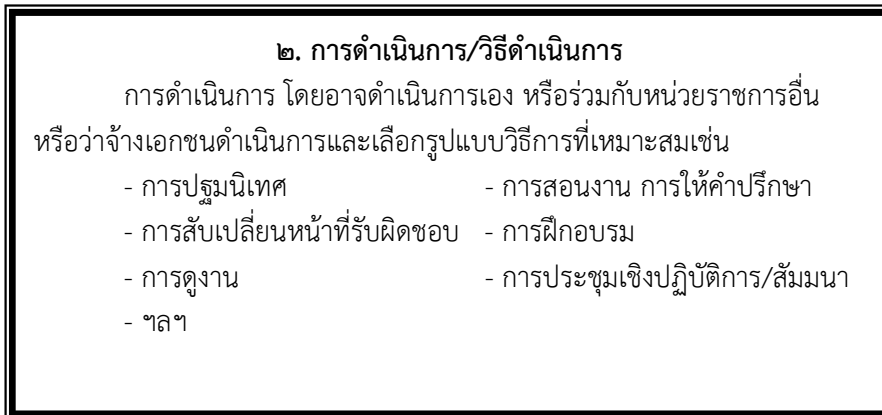 ๒. การดำเนินการ/วิธีดำเนินการ
การดำเนินการ โดยอาจดำเนินการเอง หรือร่วมกับหน่วยราชการอื่น
หรือว่าจ้างเอกชนดำเนินการและเลือกรูปแบบวิธีการที่เหมาะสมเช่น
- การปฐมนิเทศ - การสอนงาน การให้คำปรึกษา
- การสับเปลี่ยนหน้าที่รับผิดชอบ - การฝึกอบรม
- การดูงาน - การประชุมเชิงปฏิบัติการ/สัมมนา
- ฯลฯ